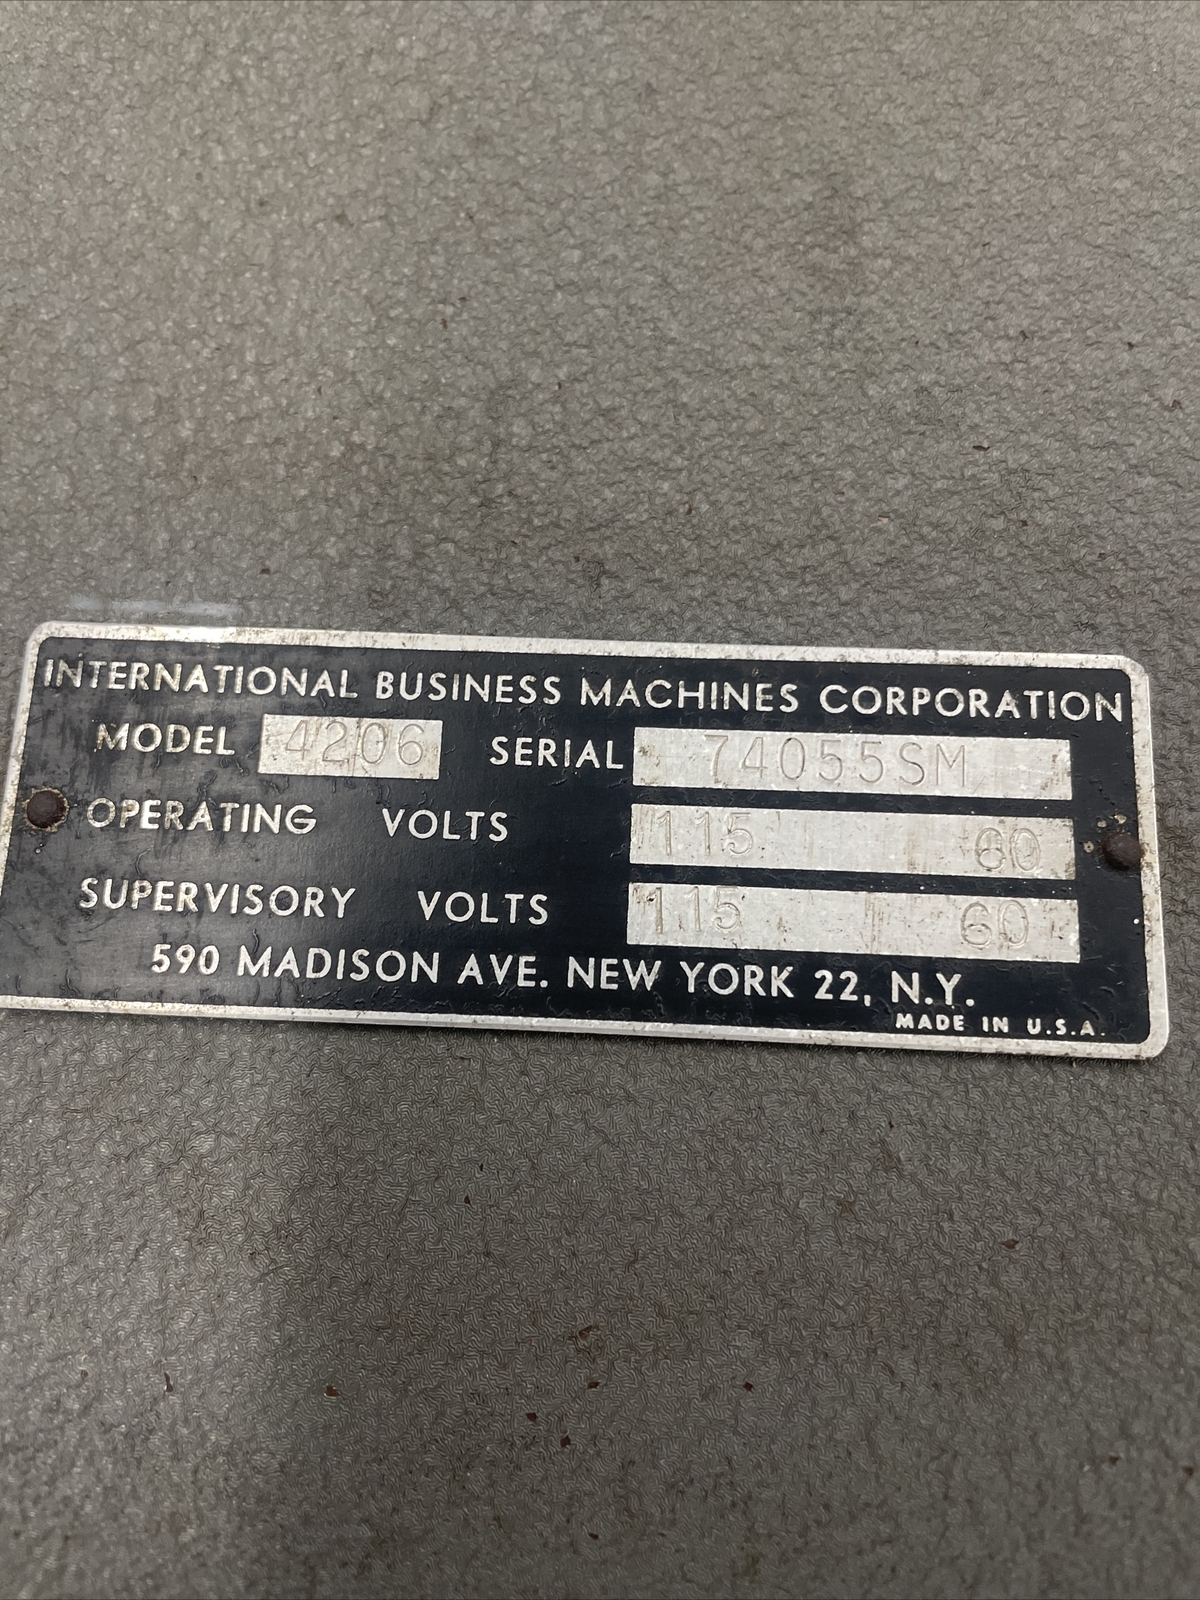 INTERNATIONAL BUSINESS MACHINES CORPORATION
MODEL 4206 SERIAL 74055SM
OPERATING VOLTS 115 60
SUPERVISORY VOLTS 115 60
590 MADISON AVE. NEW YORK 22, N.Y.
MADE IN U.S.A.